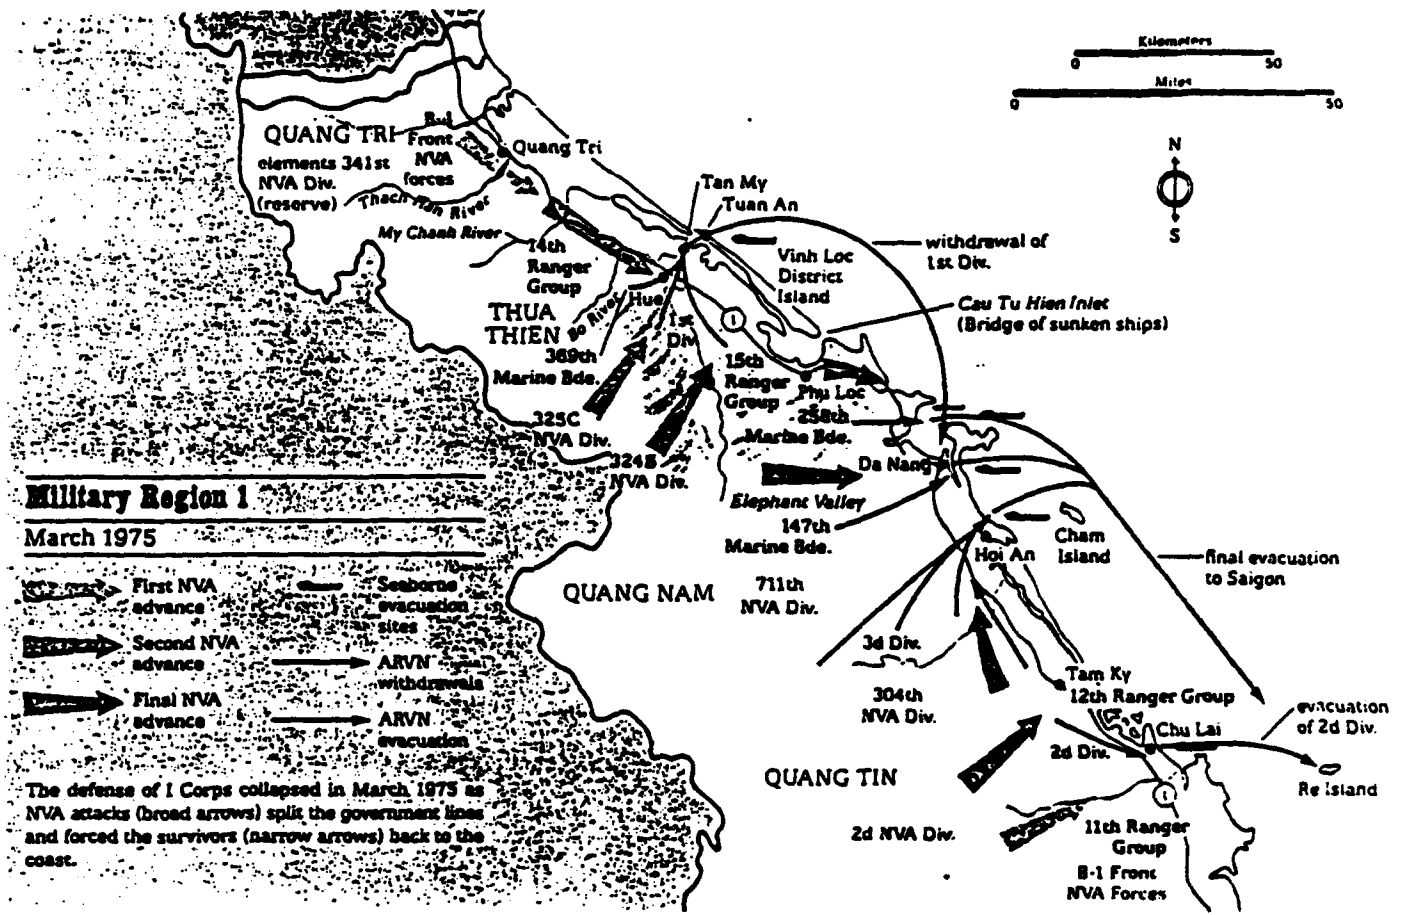 Kilometers
0 50
Miles
0 50
N
S
QUANG TRI
elements 341st
NVA Div.
(reserve)
B-1
Front
NVA
forces
Quang Tri
Thach Han River
My Chanh River
14th
Ranger
Group
Tan My
Tuan An
Vinh Loc
District
Island
withdrawal of
1st Div.
Cau Tu Hien Inlet
(Bridge of sunken ships)
THUA
THIEN
Bo River
Hue
1st
Div.
1
369th
Marine Bde.
15th
Ranger
Group
Phu Loc
258th
Marine Bde.
325C
NVA Div.
324B
NVA Div.
Da Nang
Elephant Valley
147th
Marine Bde.
Hoi An
Cham
Island
final evacuation
to Saigon
QUANG NAM
711th
NVA Div.
3d Div.
304th
NVA Div.
Tam Ky
12th Ranger Group
Chu Lai
2d Div.
evacuation
of 2d Div.
Re Island
QUANG TIN
2d NVA Div.
1
11th Ranger
Group
B-1 Front
NVA Forces
Military Region 1
March 1975
First NVA
advance
Second NVA
advance
Final NVA
advance
Seaborne
evacuation
sites
ARVN
withdrawals
ARVN
evacuation
The defense of I Corps collapsed in March 1975 as
NVA attacks (broad arrows) split the government lines
and forced the survivors (narrow arrows) back to the
coast.